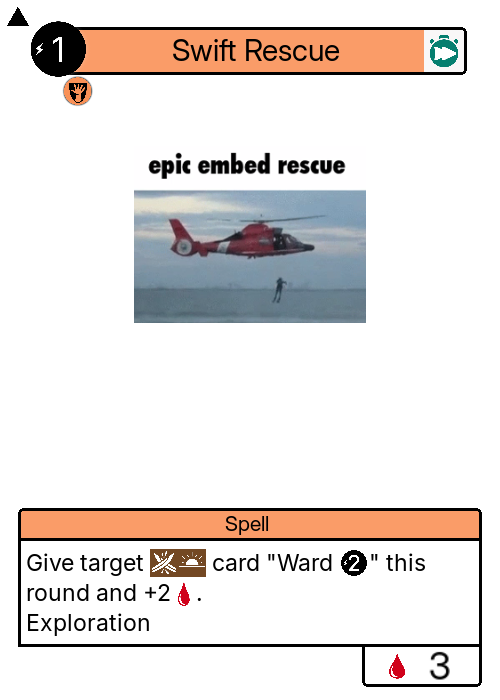 1
Swift Rescue
epic embed rescue
Spell
Give target card "Ward 2" this
round and +2 .
Exploration
3